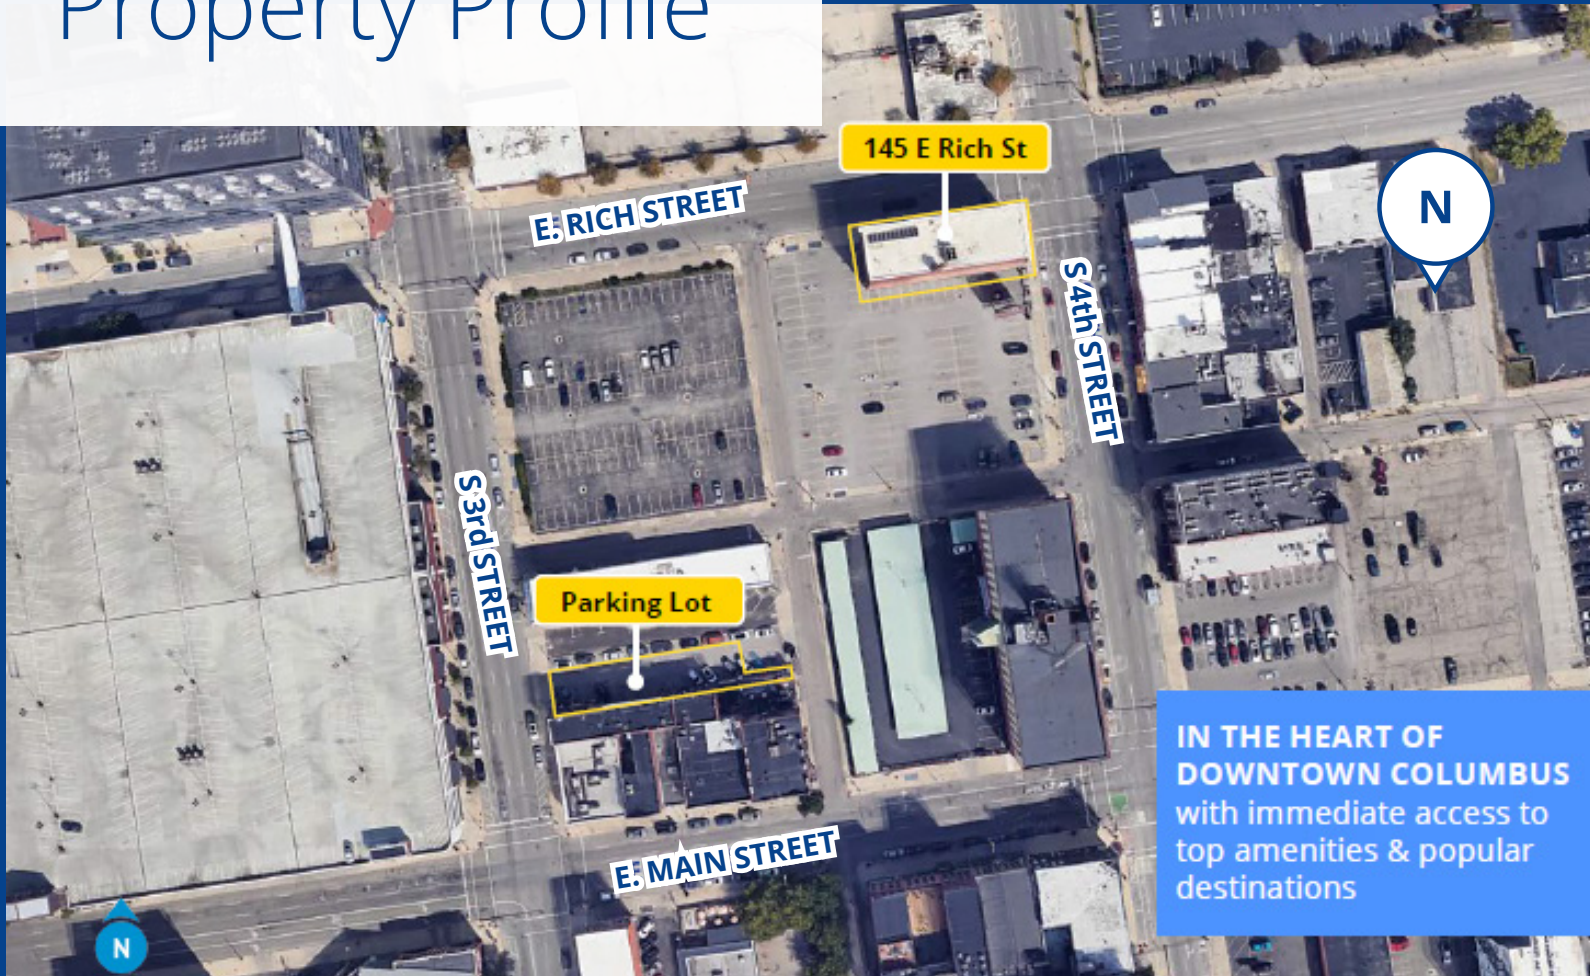 Property Profile
145 E Rich St
N
E. RICH STREET
S 4th STREET
S 3rd STREET
Parking Lot
IN THE HEART OF
DOWNTOWN COLUMBUS
with immediate access to
top amenities & popular
destinations
E. MAIN STREET
N